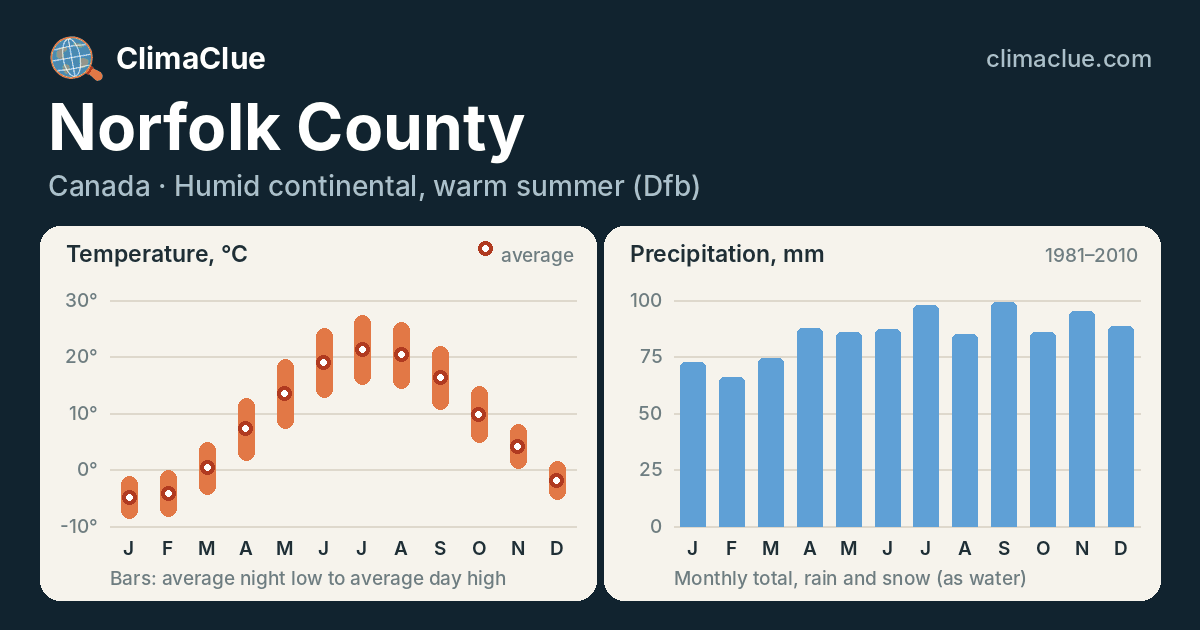 ClimaClue
climaclue.com
Norfolk County
Canada · Humid continental, warm summer (Dfb)
Temperature, °C
average
30°
20°
10°
0°
-10°
J F M A M J J A S O N D
Bars: average night low to average day high
Precipitation, mm
1981–2010
100
75
50
25
0
J F M A M J J A S O N D
Monthly total, rain and snow (as water)